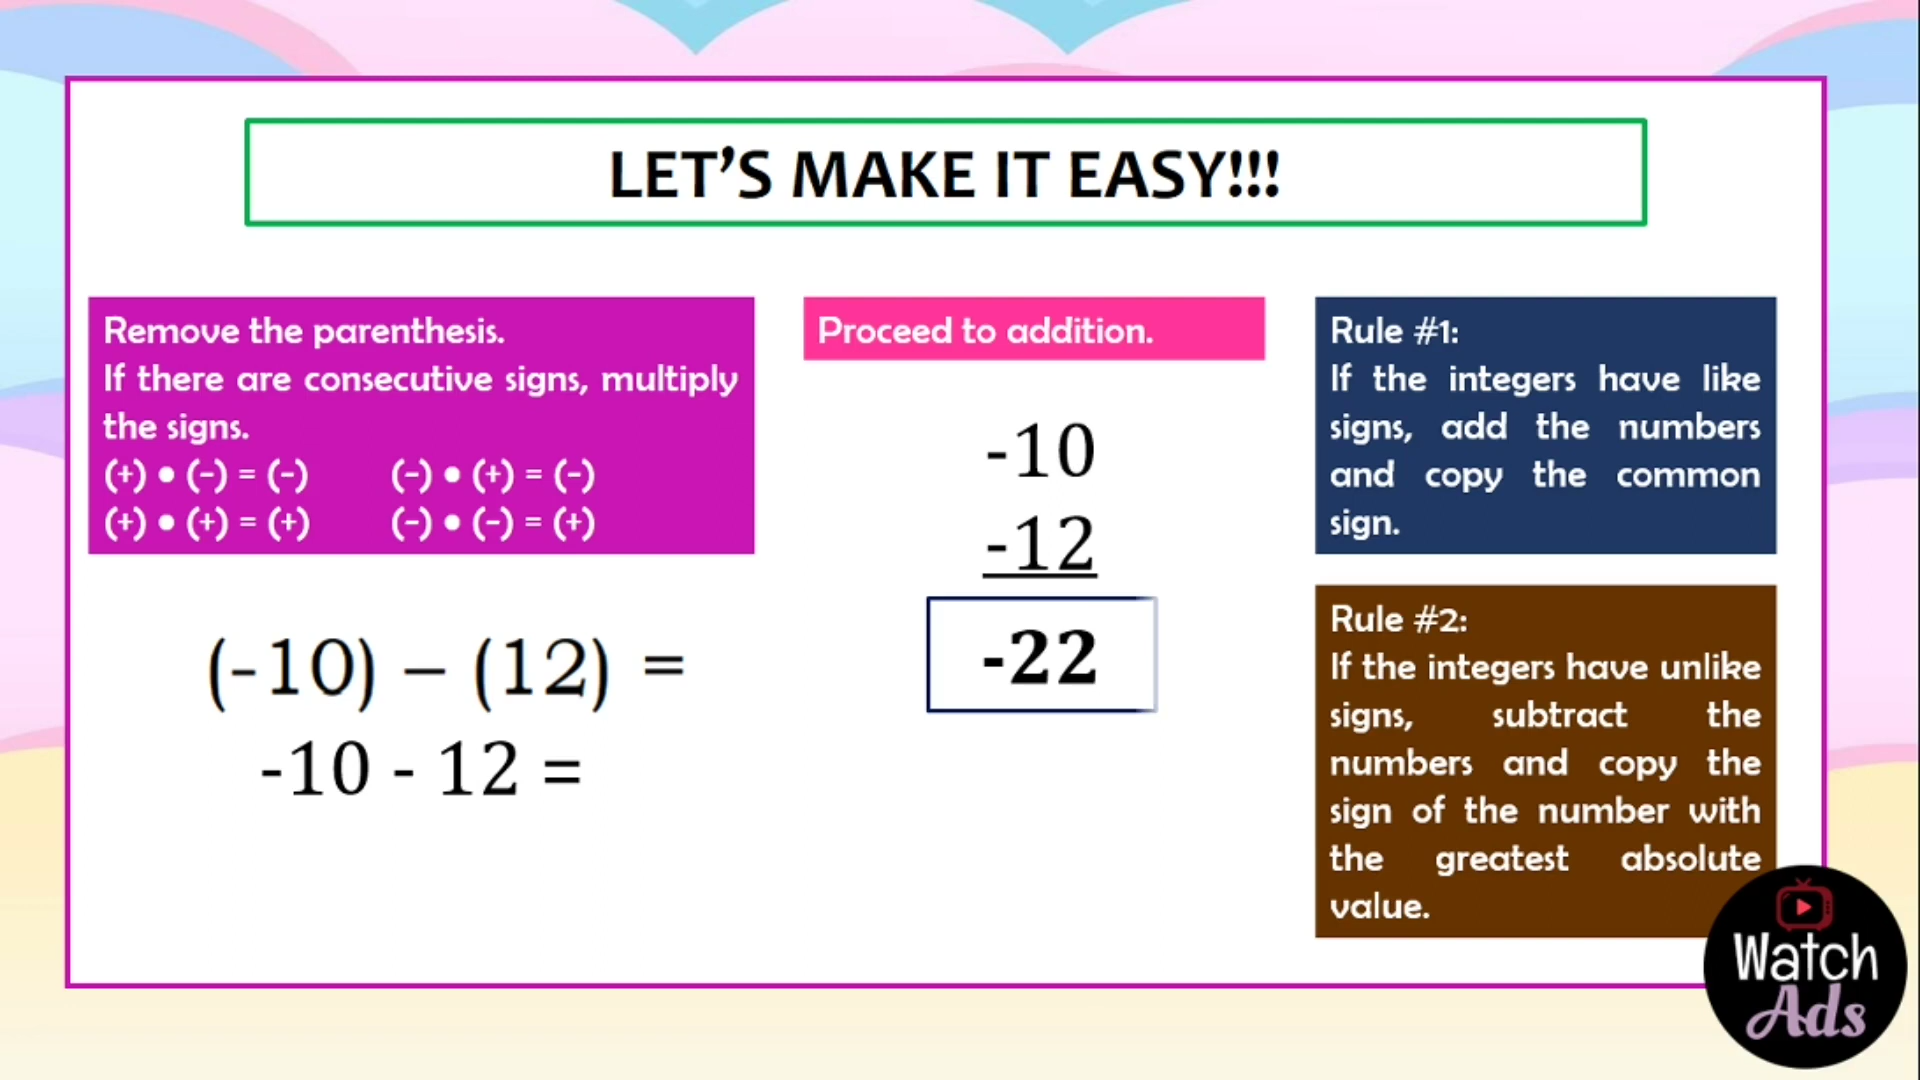 LET’S MAKE IT EASY!!!
Remove the parenthesis.
If there are consecutive signs, multiply
the signs.
(+) • (-) = (-) (-) • (+) = (-)
(+) • (+) = (+) (-) • (-) = (+)
(-10) – (12) =
-10 - 12 =
Proceed to addition.
-10
-12
-22
Rule #1:
If the integers have like
signs, add the numbers
and copy the common
sign.
Rule #2:
If the integers have unlike
signs, subtract the
numbers and copy the
sign of the number with
the greatest absolute
value.
Watch
Ads